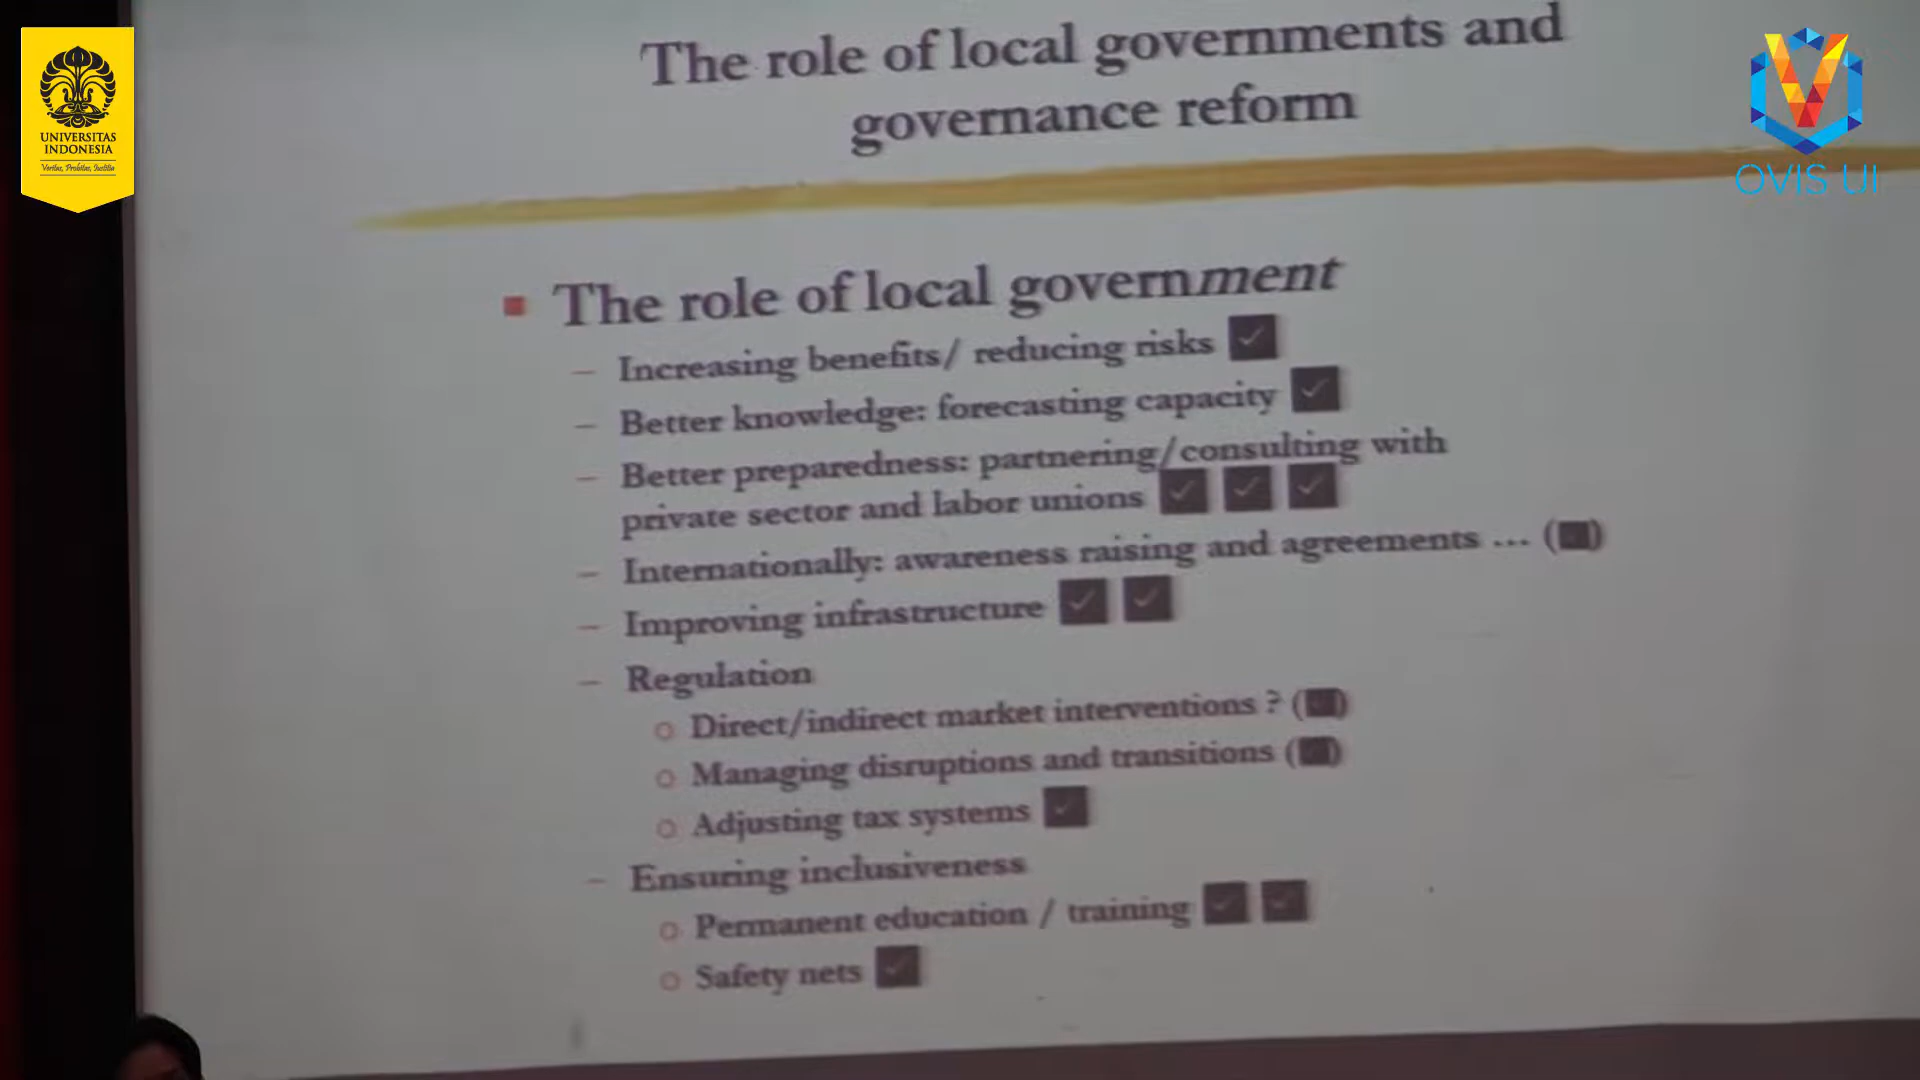 The role of local governments and
governance reform
UNIVERSITAS
INDONESIA
Veritas, Probitas, Iustitia
OVIS UI
The role of local government
– Increasing benefits/ reducing risks ✓
– Better knowledge: forecasting capacity ✓
– Better preparedness: partnering/consulting with
private sector and labor unions ✓ ✓ ✓
– Internationally: awareness raising and agreements ... (■)
– Improving infrastructure ✓ ✓
– Regulation
o Direct/indirect market interventions ? (■)
o Managing disruptions and transitions (■)
o Adjusting tax systems ✓
– Ensuring inclusiveness
o Permanent education / training ✓ ✓
o Safety nets ✓